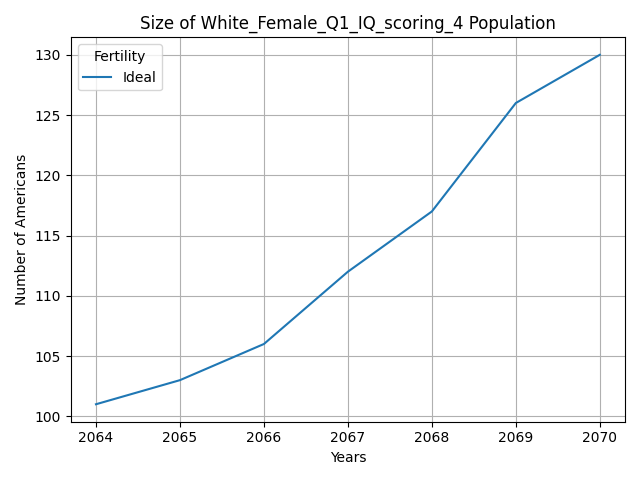 Size of White_Female_Q1_IQ_scoring_4 Population
Fertility
Ideal
Number of Americans
130
125
120
115
110
105
100
2064 2065 2066 2067 2068 2069 2070
Years